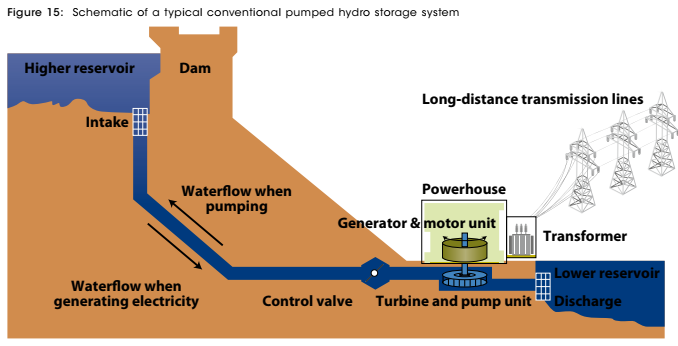 Figure 15: Schematic of a typical conventional pumped hydro storage system
Higher reservoir
Dam
Long-distance transmission lines
Intake
Waterflow when
pumping
Powerhouse
Generator & motor unit
Transformer
Lower reservoir
Waterflow when
generating electricity
Control valve
Turbine and pump unit
Discharge